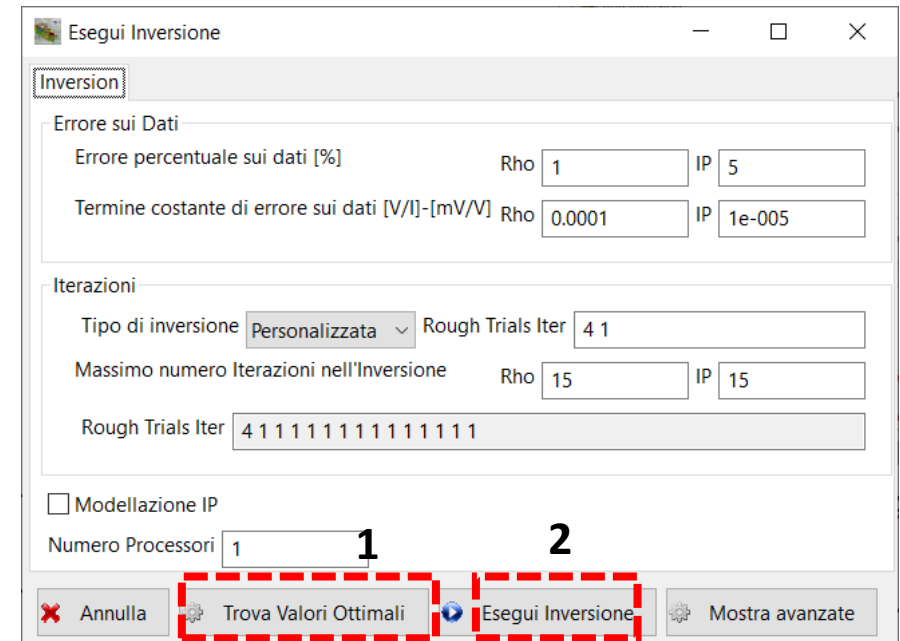 Esegui Inversione
Inversion
Errore sui Dati
Errore percentuale sui dati [%] Rho 1 IP 5
Termine costante di errore sui dati [V/I]-[mV/V] Rho 0.0001 IP 1e-005
Iterazioni
Tipo di inversione Personalizzata Rough Trials Iter 4 1
Massimo numero Iterazioni nell'Inversione Rho 15 IP 15
Rough Trials Iter 4 1 1 1 1 1 1 1 1 1 1 1 1 1 1
Modellazione IP
Numero Processori 1
1 2
Annulla Trova Valori Ottimali Esegui Inversione Mostra avanzate